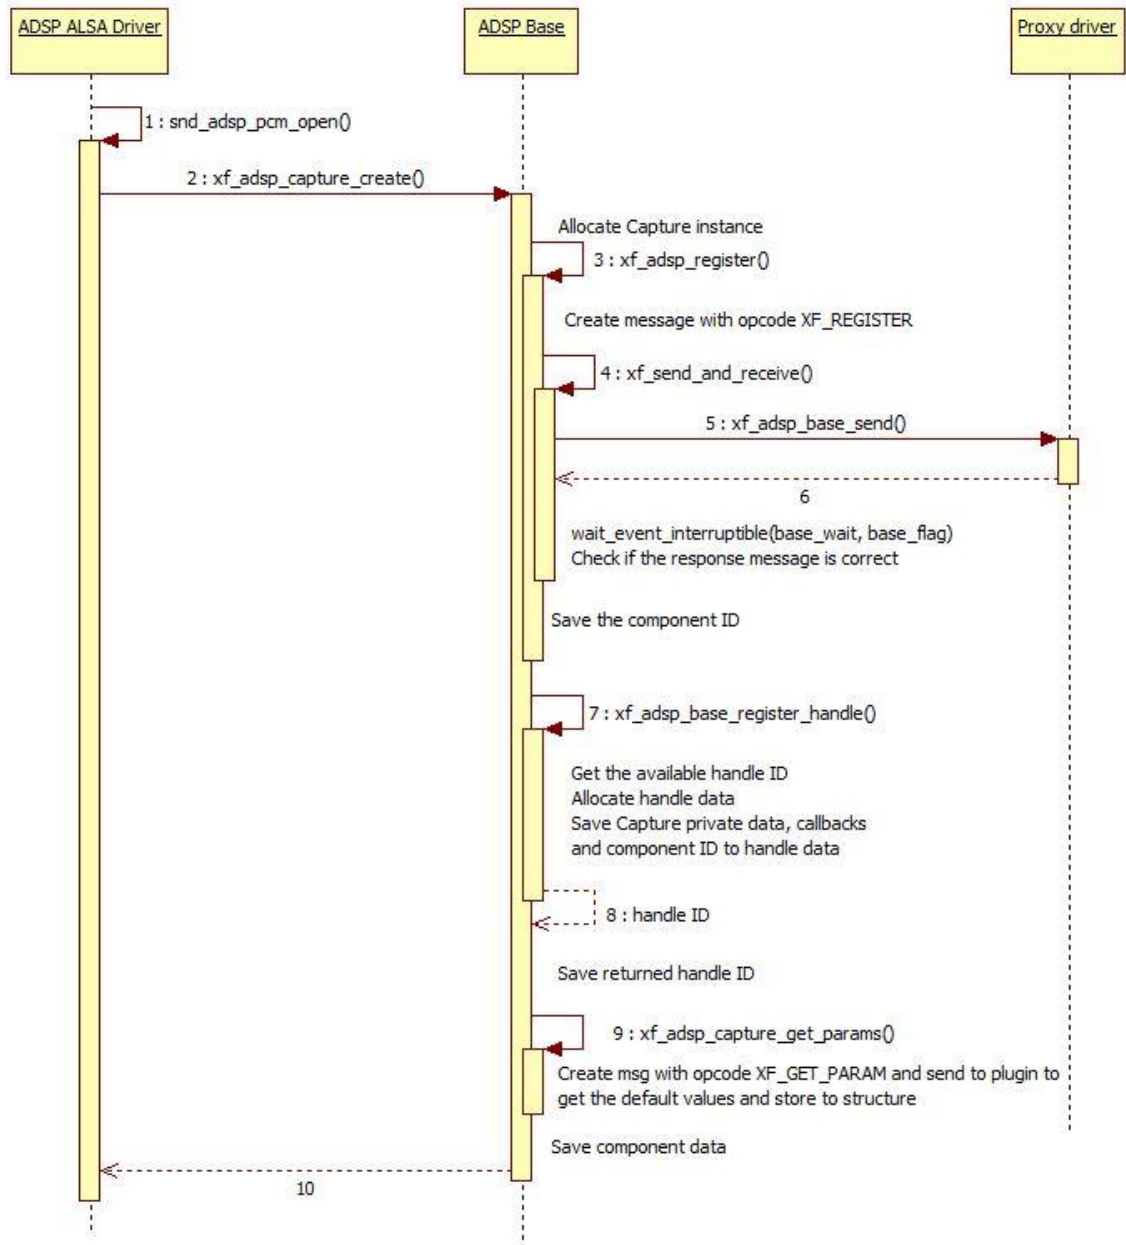 ADSP ALSA Driver
ADSP Base
Proxy driver
1 : snd_adsp_pcm_open()
2 : xf_adsp_capture_create()
Allocate Capture instance
3 : xf_adsp_register()
Create message with opcode XF_REGISTER
4 : xf_send_and_receive()
5 : xf_adsp_base_send()
6
wait_event_interruptible(base_wait, base_flag)
Check if the response message is correct
Save the component ID
7 : xf_adsp_base_register_handle()
Get the available handle ID
Allocate handle data
Save Capture private data, callbacks
and component ID to handle data
8 : handle ID
Save returned handle ID
9 : xf_adsp_capture_get_params()
Create msg with opcode XF_GET_PARAM and send to plugin to
get the default values and store to structure
Save component data
10